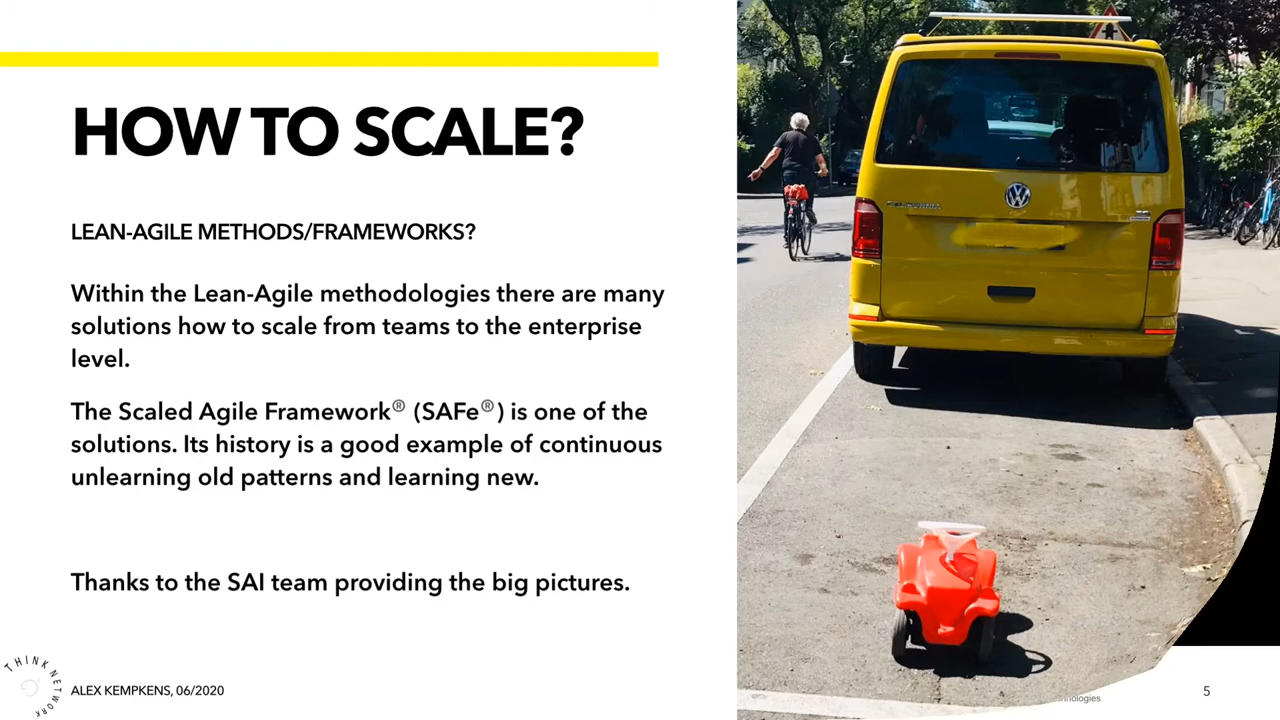 HOW TO SCALE?
LEAN-AGILE METHODS/FRAMEWORKS?
Within the Lean-Agile methodologies there are many
solutions how to scale from teams to the enterprise
level.
The Scaled Agile Framework® (SAFe®) is one of the
solutions. Its history is a good example of continuous
unlearning old patterns and learning new.
Thanks to the SAI team providing the big pictures.
THINK NETWORK
ALEX KEMPKENS, 06/2020
5